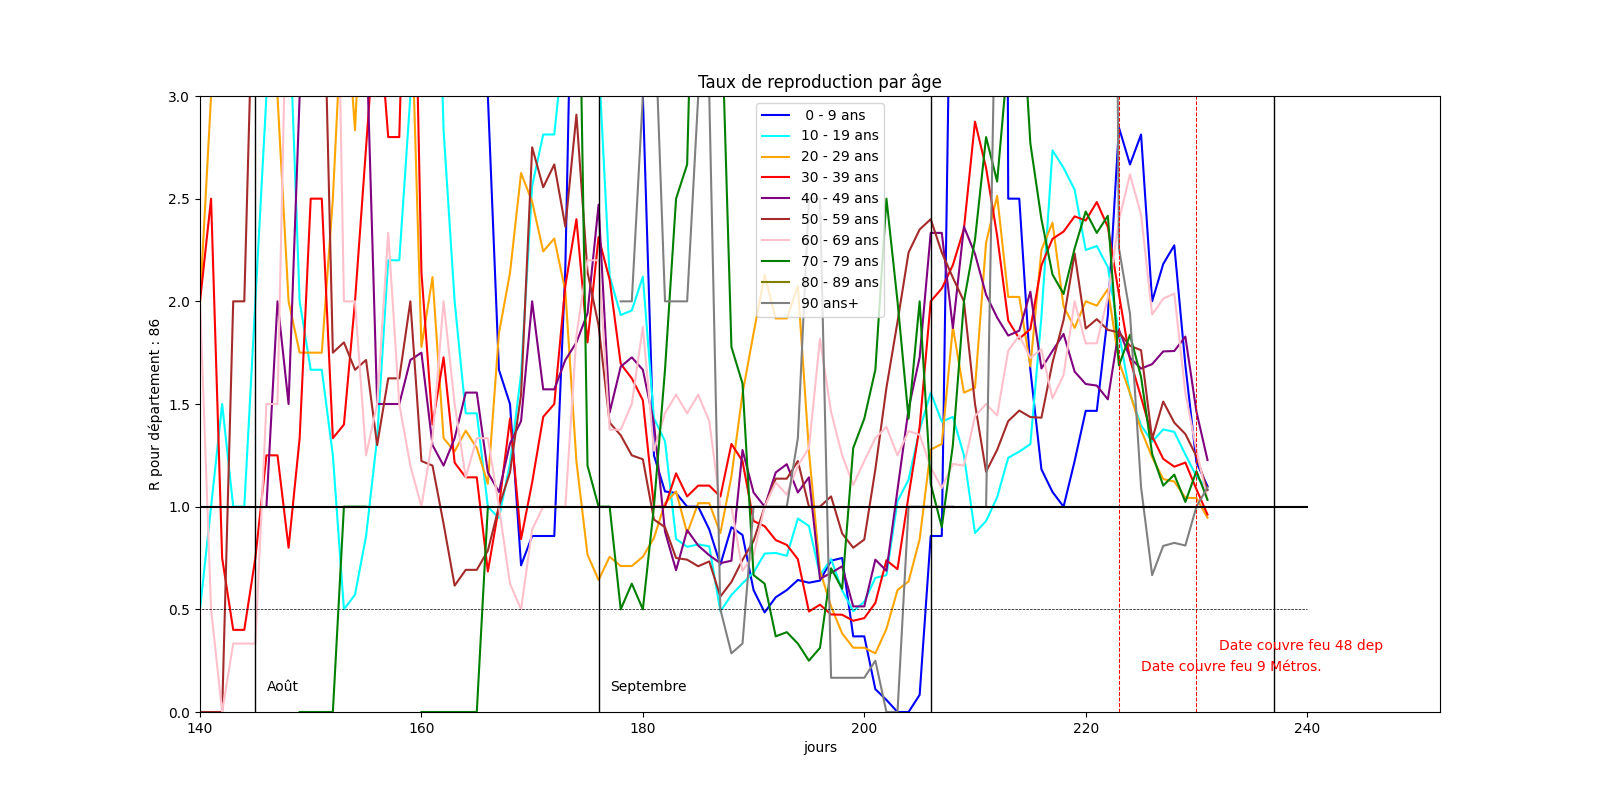 Taux de reproduction par âge
R pour département : 86
3.0
2.5
2.0
1.5
1.0
0.5
0.0
0 - 9 ans
10 - 19 ans
20 - 29 ans
30 - 39 ans
40 - 49 ans
50 - 59 ans
60 - 69 ans
70 - 79 ans
80 - 89 ans
90 ans+
Date couvre feu 48 dep
Date couvre feu 9 Métros.
Août
Septembre
140
160
180
200
220
240
jours